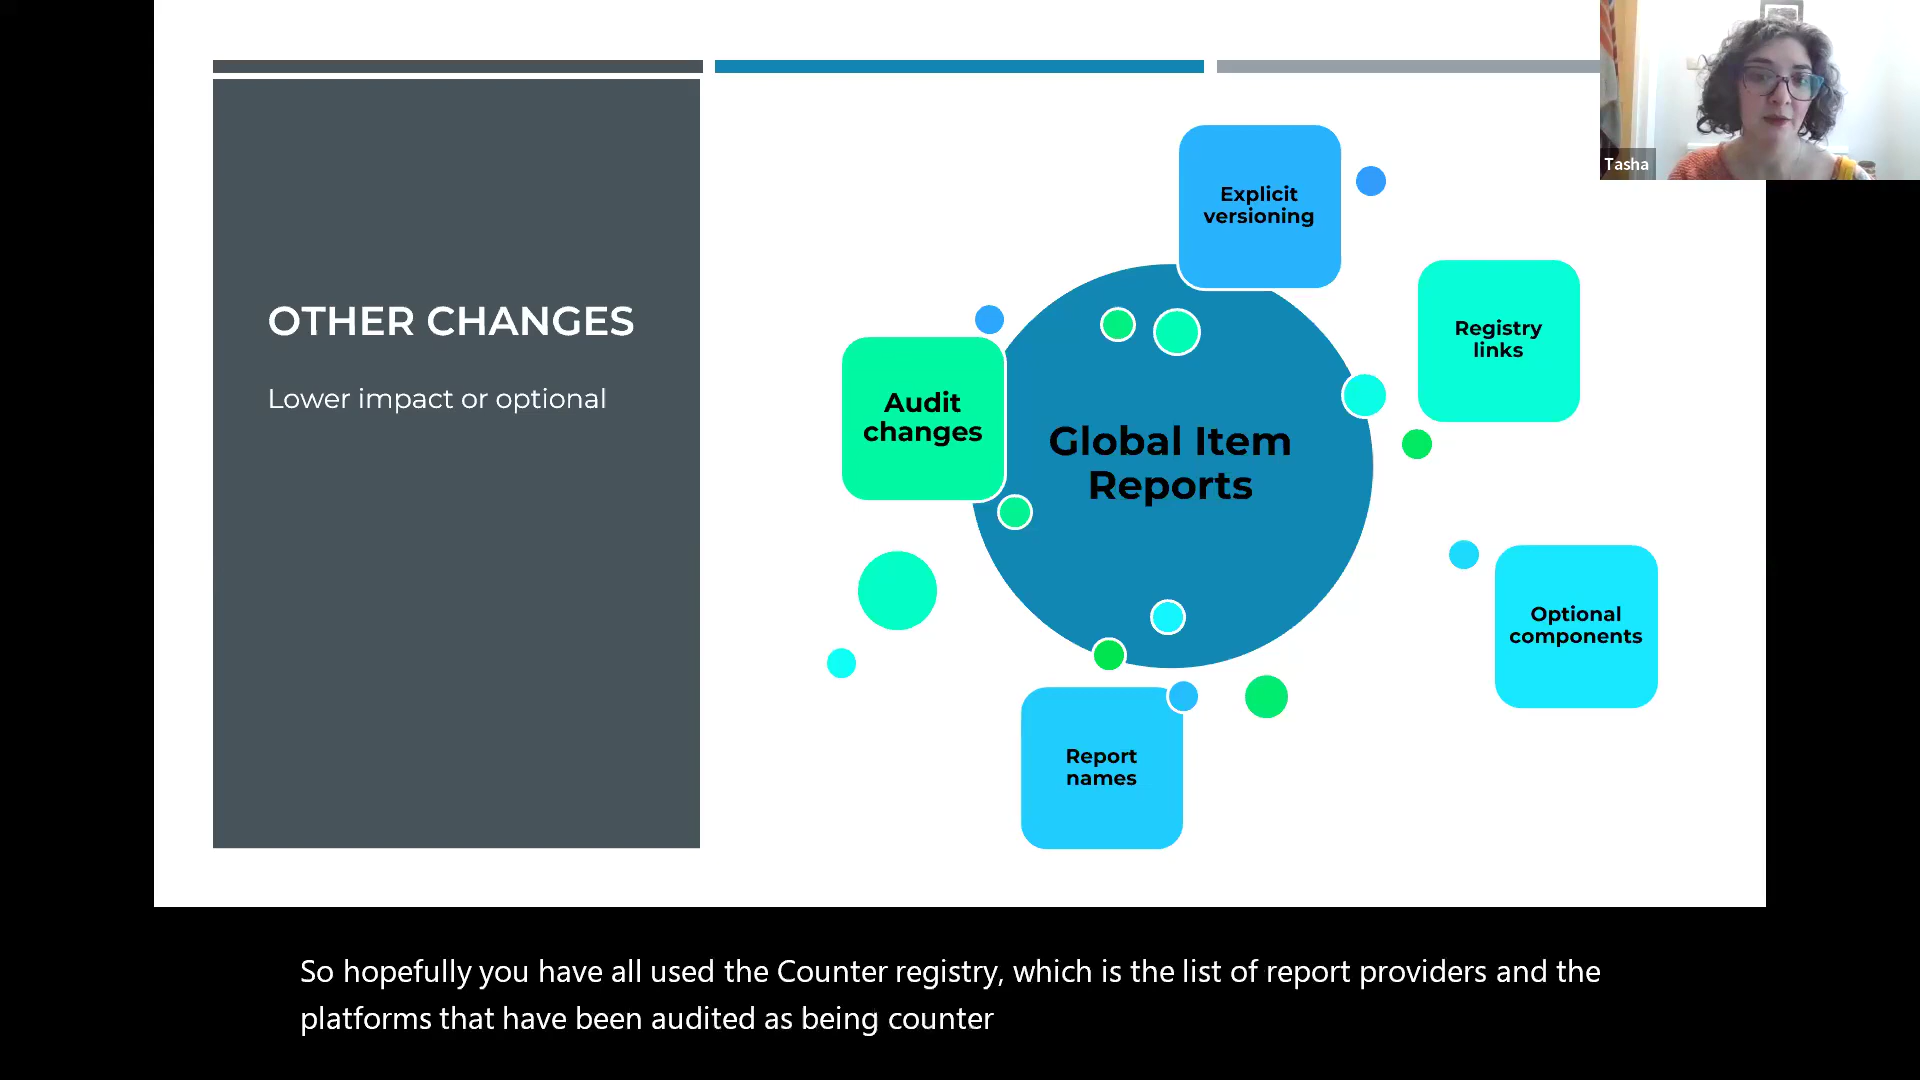 OTHER CHANGES
Lower impact or optional
Explicit
versioning
Registry
links
Audit
changes
Global Item
Reports
Optional
components
Report
names
Tasha
So hopefully you have all used the Counter registry, which is the list of report providers and the
platforms that have been audited as being counter